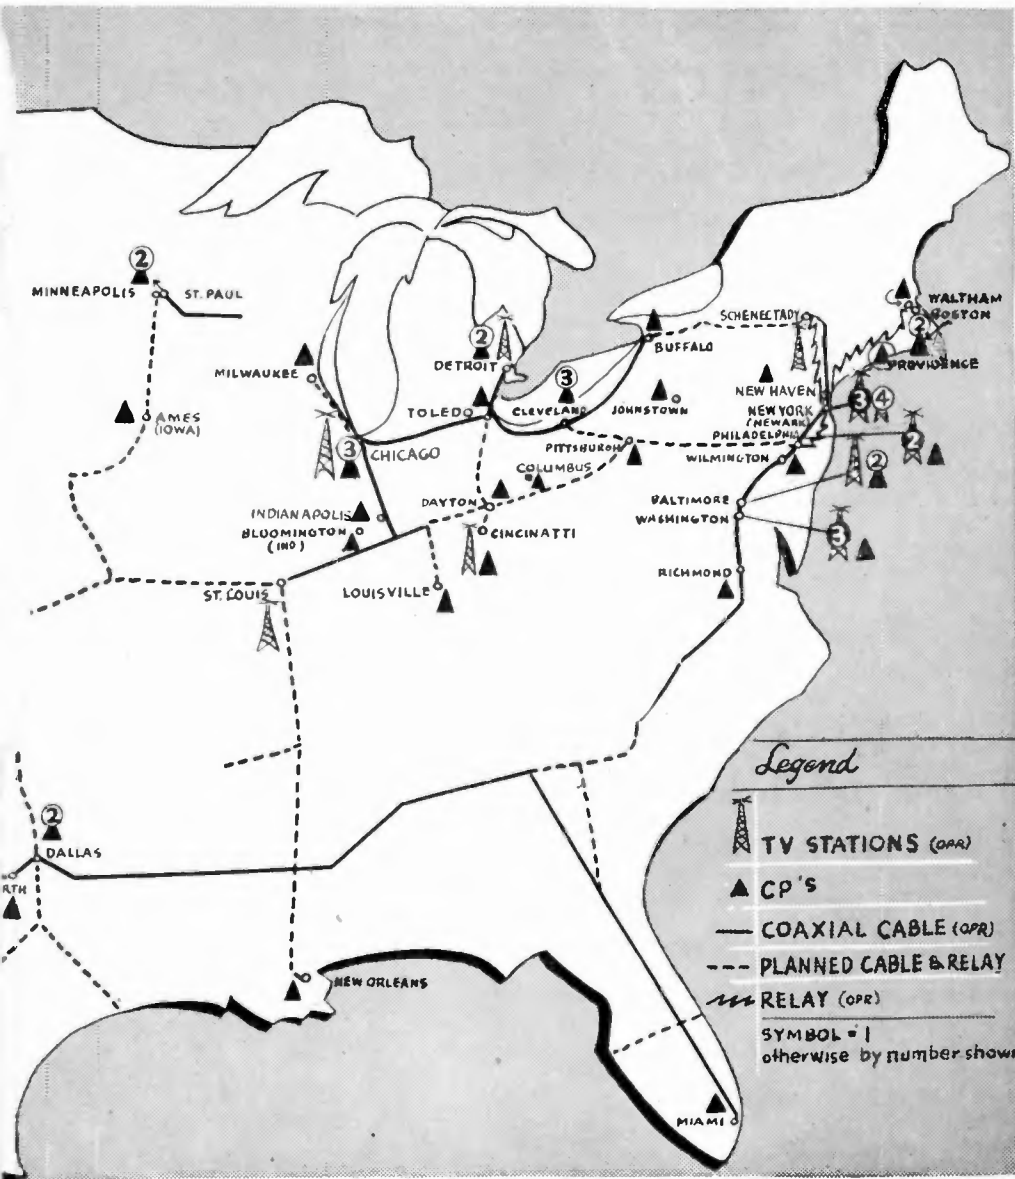 2
MINNEAPOLIS
ST. PAUL
AMES
(IOWA)
MILWAUKEE
2
DETROIT
TOLEDO
3
CLEVELAND
BUFFALO
JOHNSTOWN
SCHENECTADY
WALTHAM
BOSTON
2
PROVIDENCE
NEW HAVEN
NEW YORK
(NEWARK)
3
4
PHILADELPHIA
2
WILMINGTON
3
CHICAGO
PITTSBURGH
COLUMBUS
DAYTON
INDIANAPOLIS
BLOOMINGTON
(IND)
CINCINATTI
2
BALTIMORE
WASHINGTON
3
RICHMOND
ST. LOUIS
LOUISVILLE
2
DALLAS
RTH
NEW ORLEANS
MIAMI
Legend
TV STATIONS (OPR)
CP'S
COAXIAL CABLE (OPR)
PLANNED CABLE & RELAY
RELAY (OPR)
SYMBOL = 1
otherwise by number shown